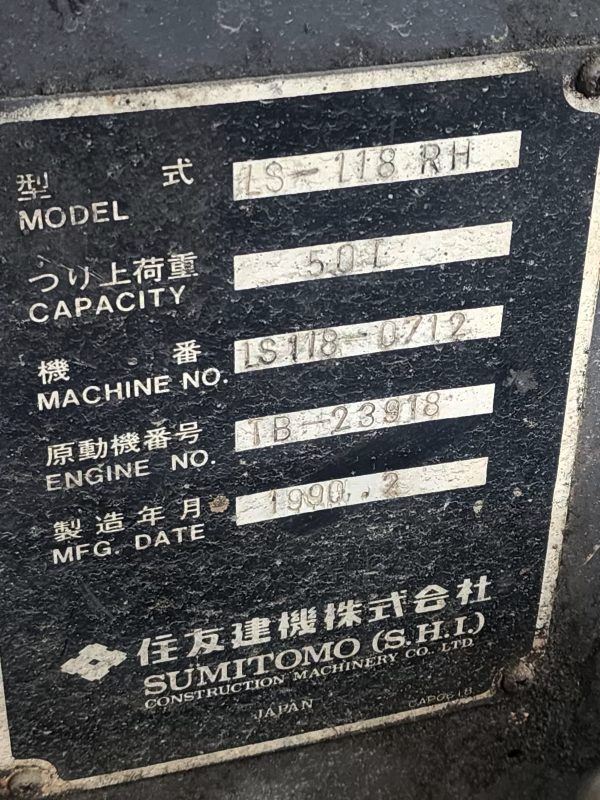 型式 LS-118RH
MODEL
つり上荷重 50T
CAPACITY
機番 LS118-0712
MACHINE NO.
原動機番号 TB-23918
ENGINE NO.
製造年月 1990.2
MFG. DATE
住友建機株式会社
SUMITOMO (S.H.I.)
CONSTRUCTION MACHINERY CO. LTD.
JAPAN